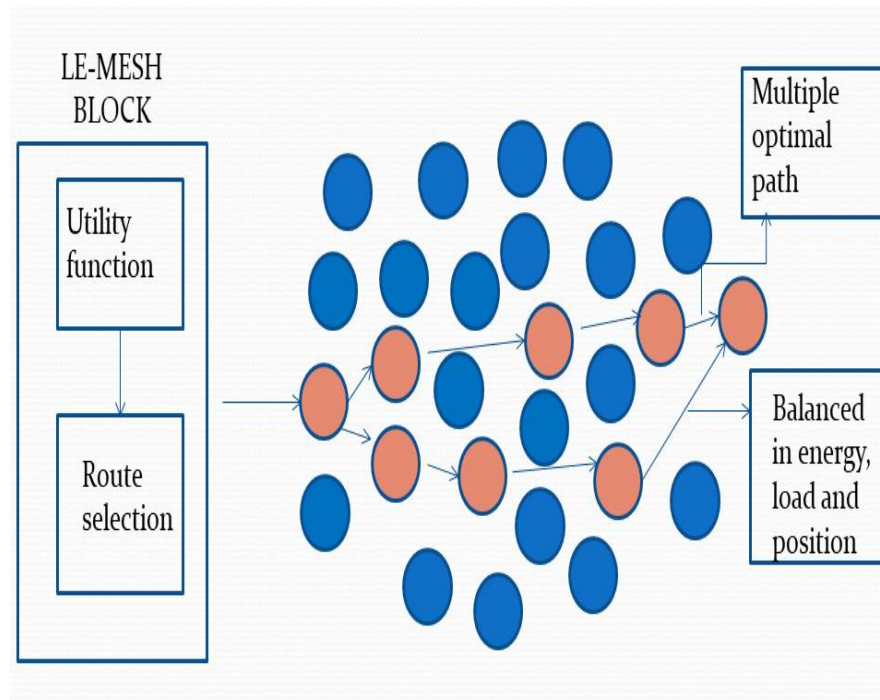 LE-MESH
BLOCK
Utility
function
Route
selection
Multiple
optimal
path
Balanced
in energy,
load and
position